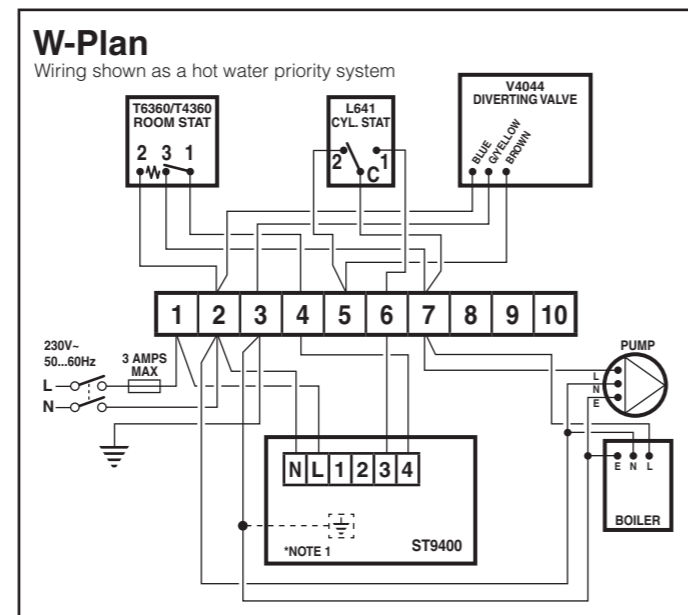 W-Plan
Wiring shown as a hot water priority system
T6360/T4360
ROOM STAT
2 3 1
L641
CYL. STAT
2 1
C
V4044
DIVERTING VALVE
BLUE
G/YELLOW
BROWN
1 2 3 4 5 6 7 8 9 10
230V~
50...60Hz
3 AMPS
MAX
L
N
PUMP
L
N
E
N L 1 2 3 4
E N L
BOILER
*NOTE 1
ST9400